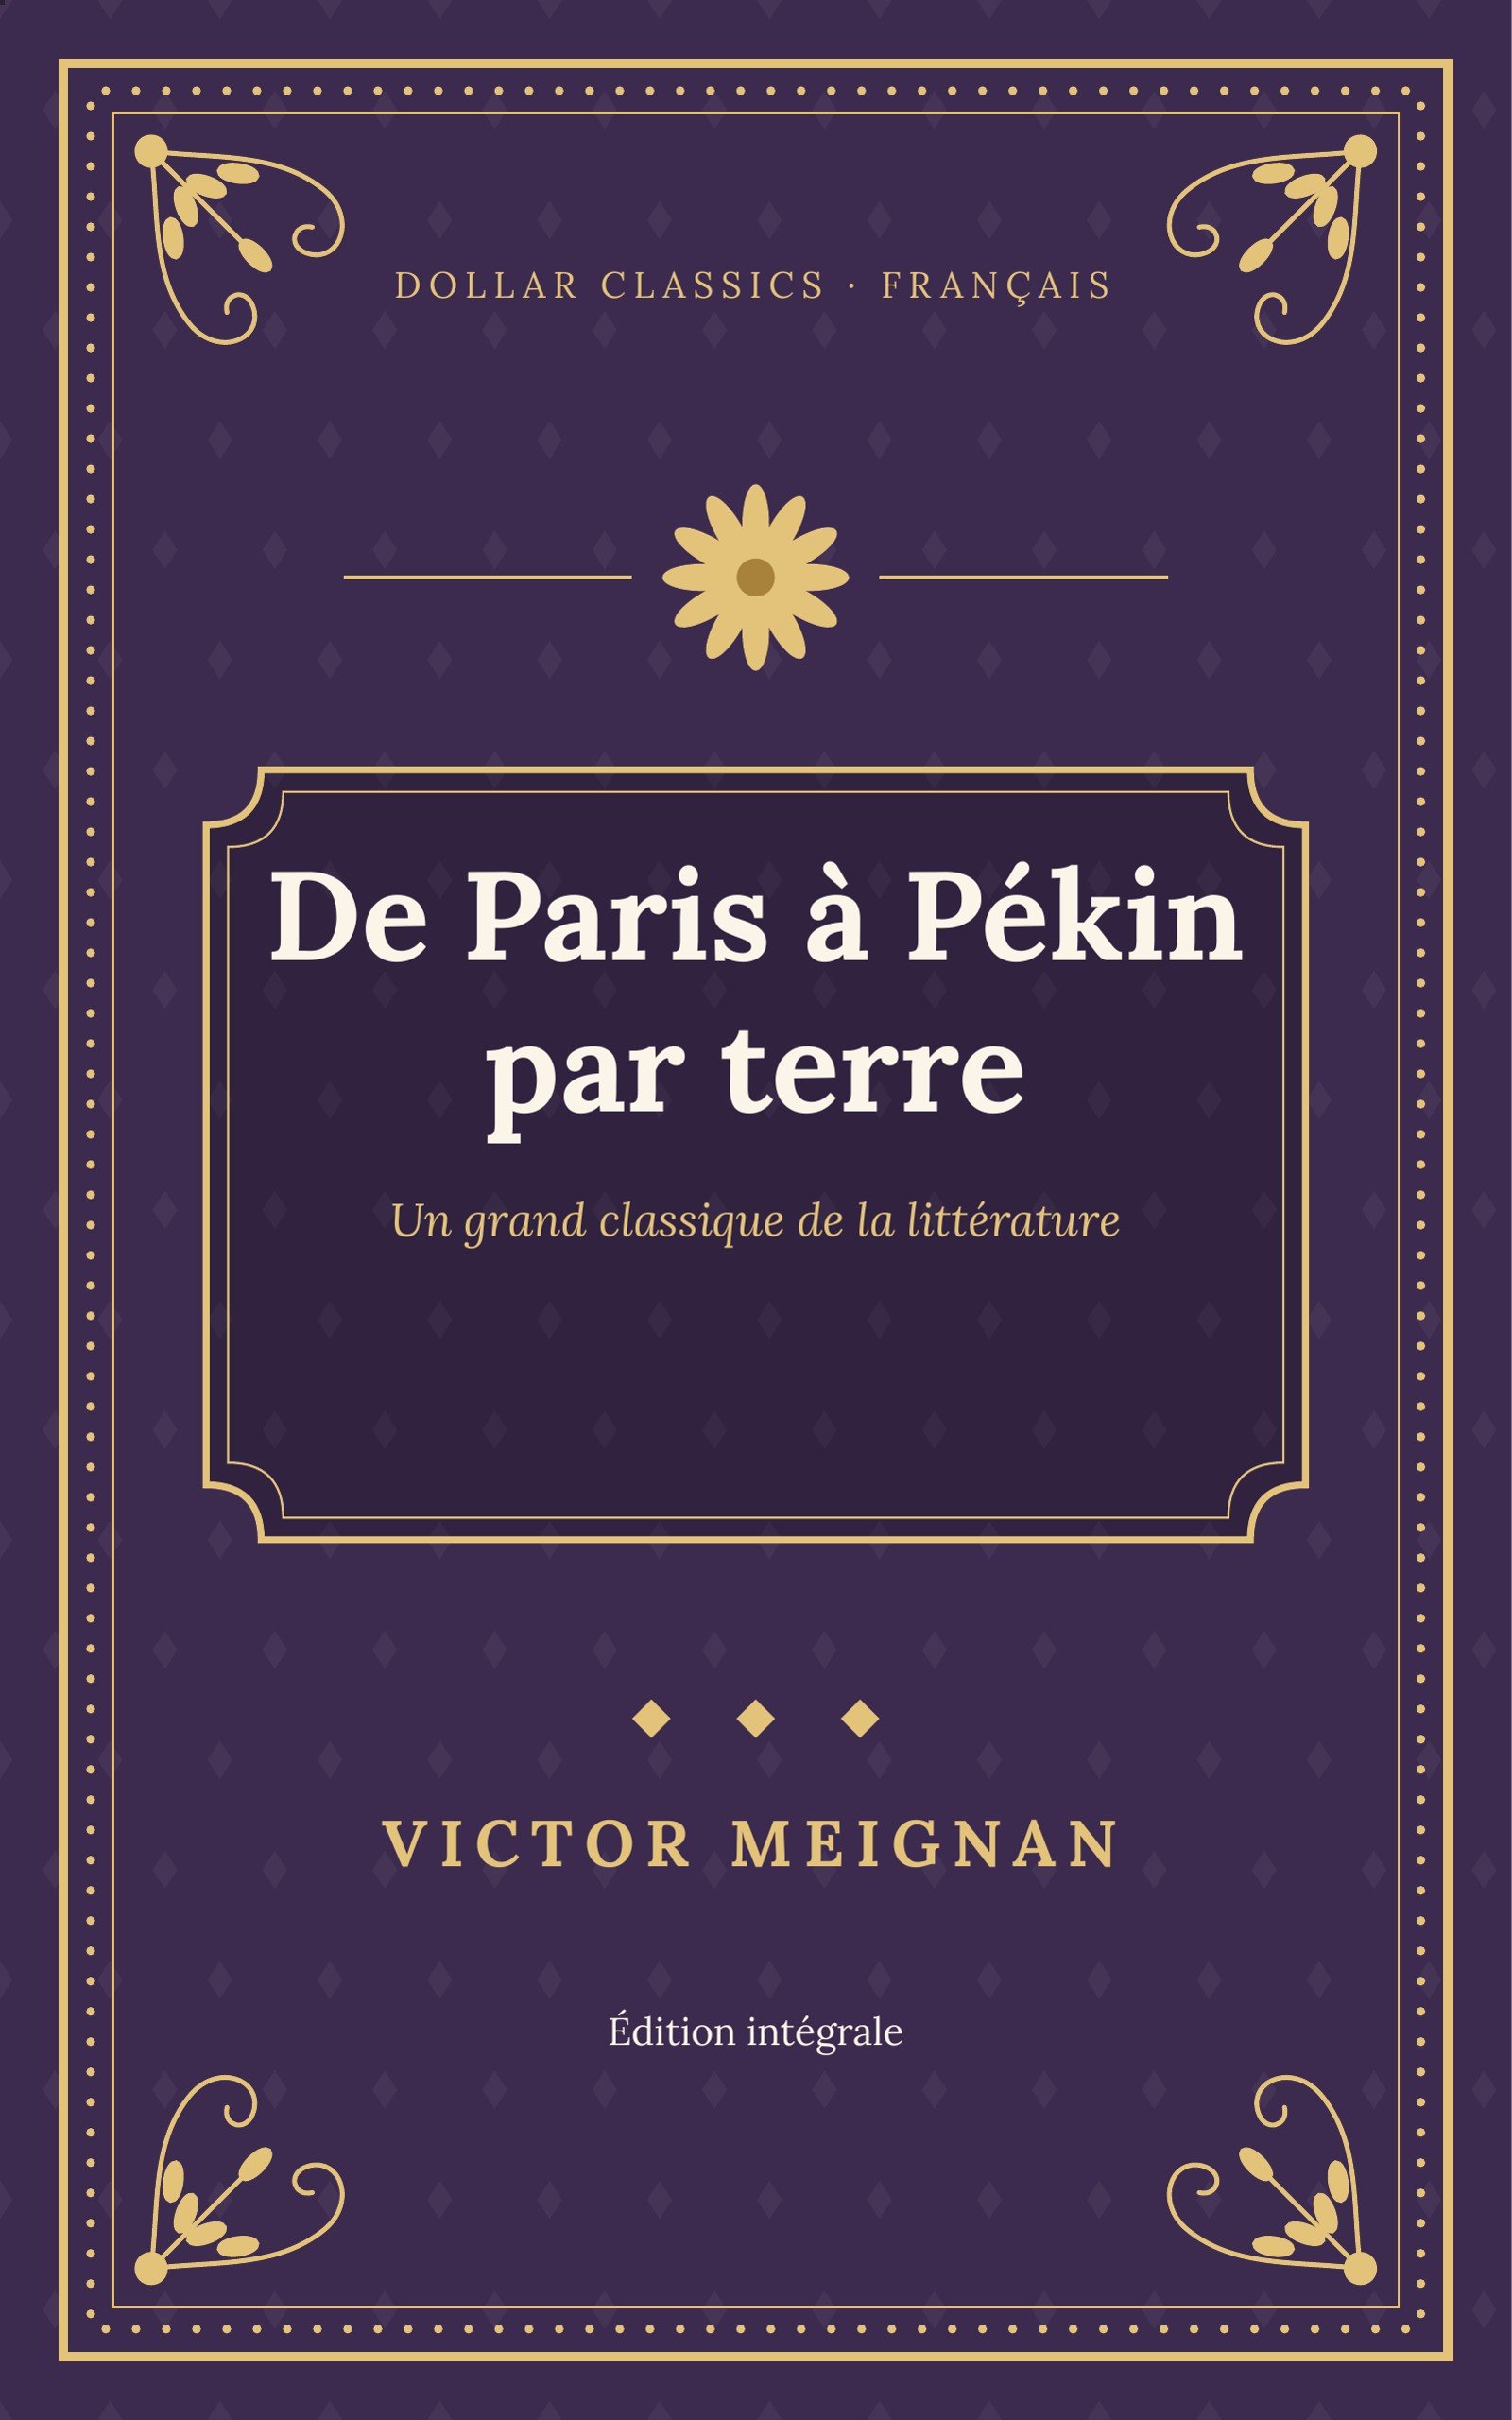 DOLLAR CLASSICS · FRANÇAIS
De Paris à Pékin
par terre
Un grand classique de la littérature
VICTOR MEIGNAN
Édition intégrale